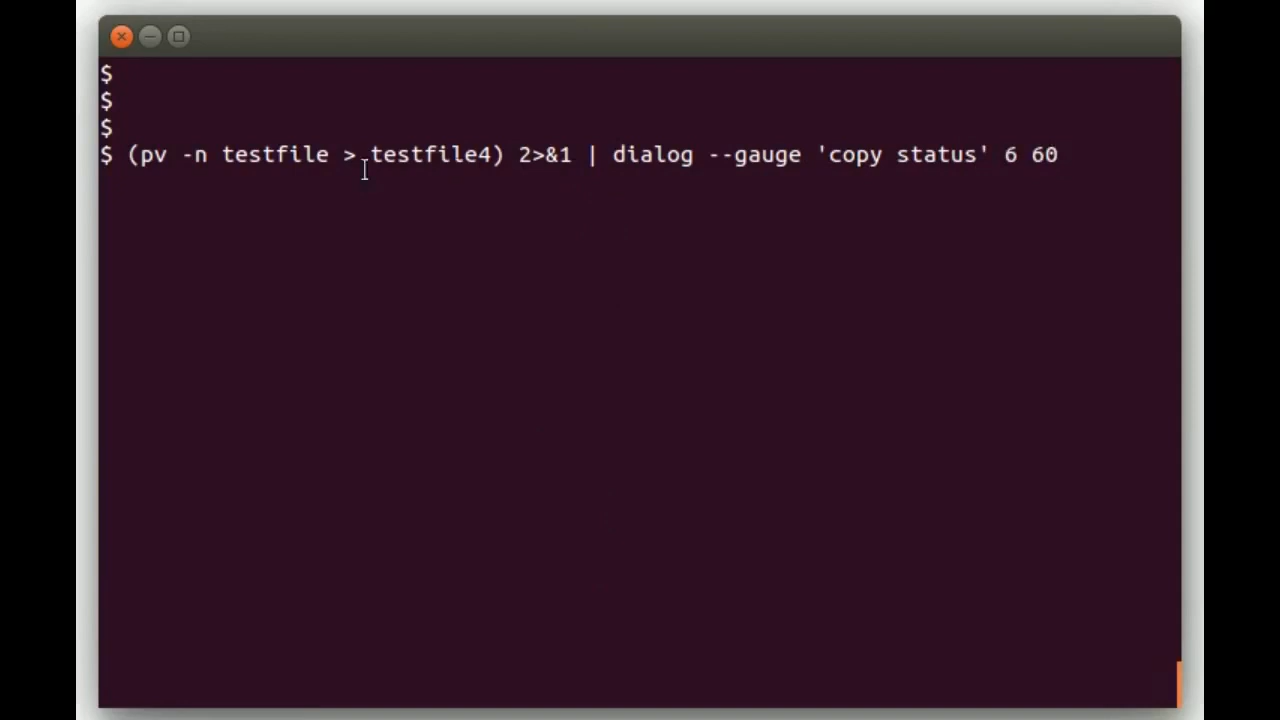 $
$
$
$ (pv -n testfile > testfile4) 2>&1 | dialog --gauge 'copy status' 6 60